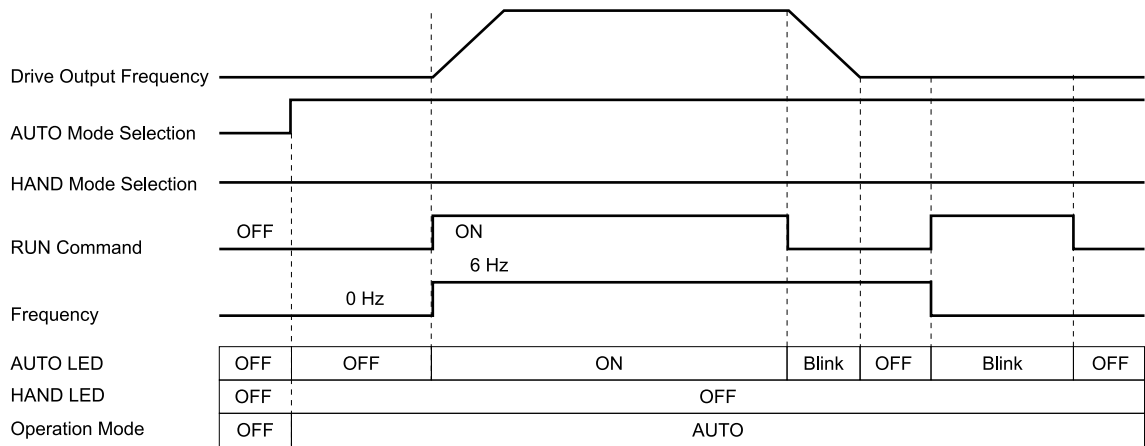 Drive Output Frequency
AUTO Mode Selection
HAND Mode Selection
RUN Command OFF ON
6 Hz
Frequency 0 Hz
AUTO LED OFF OFF ON Blink OFF Blink OFF
HAND LED OFF OFF
Operation Mode OFF AUTO